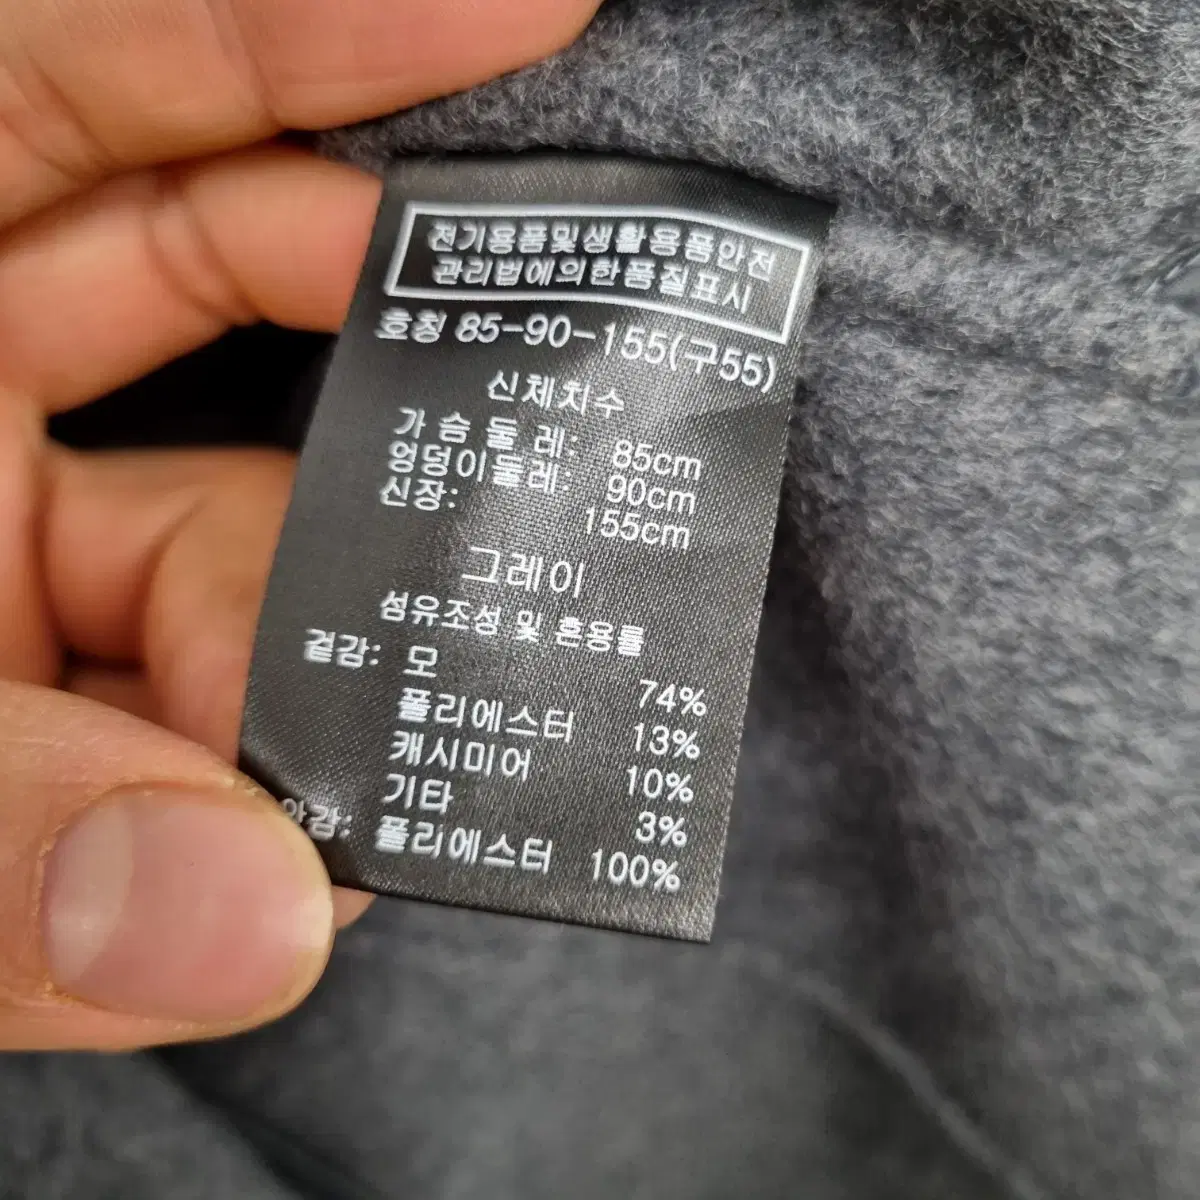 전기용품및생활용품안전
관리법에의한품질표시
호칭 85-90-155(구55)
신체치수
가 슴 둘 레: 85cm
엉덩이둘레: 90cm
신장: 155cm
그레이
섬유조성 및 혼용률
겉감: 모 74%
폴리에스터 13%
캐시미어 10%
기타 3%
안감: 폴리에스터 100%